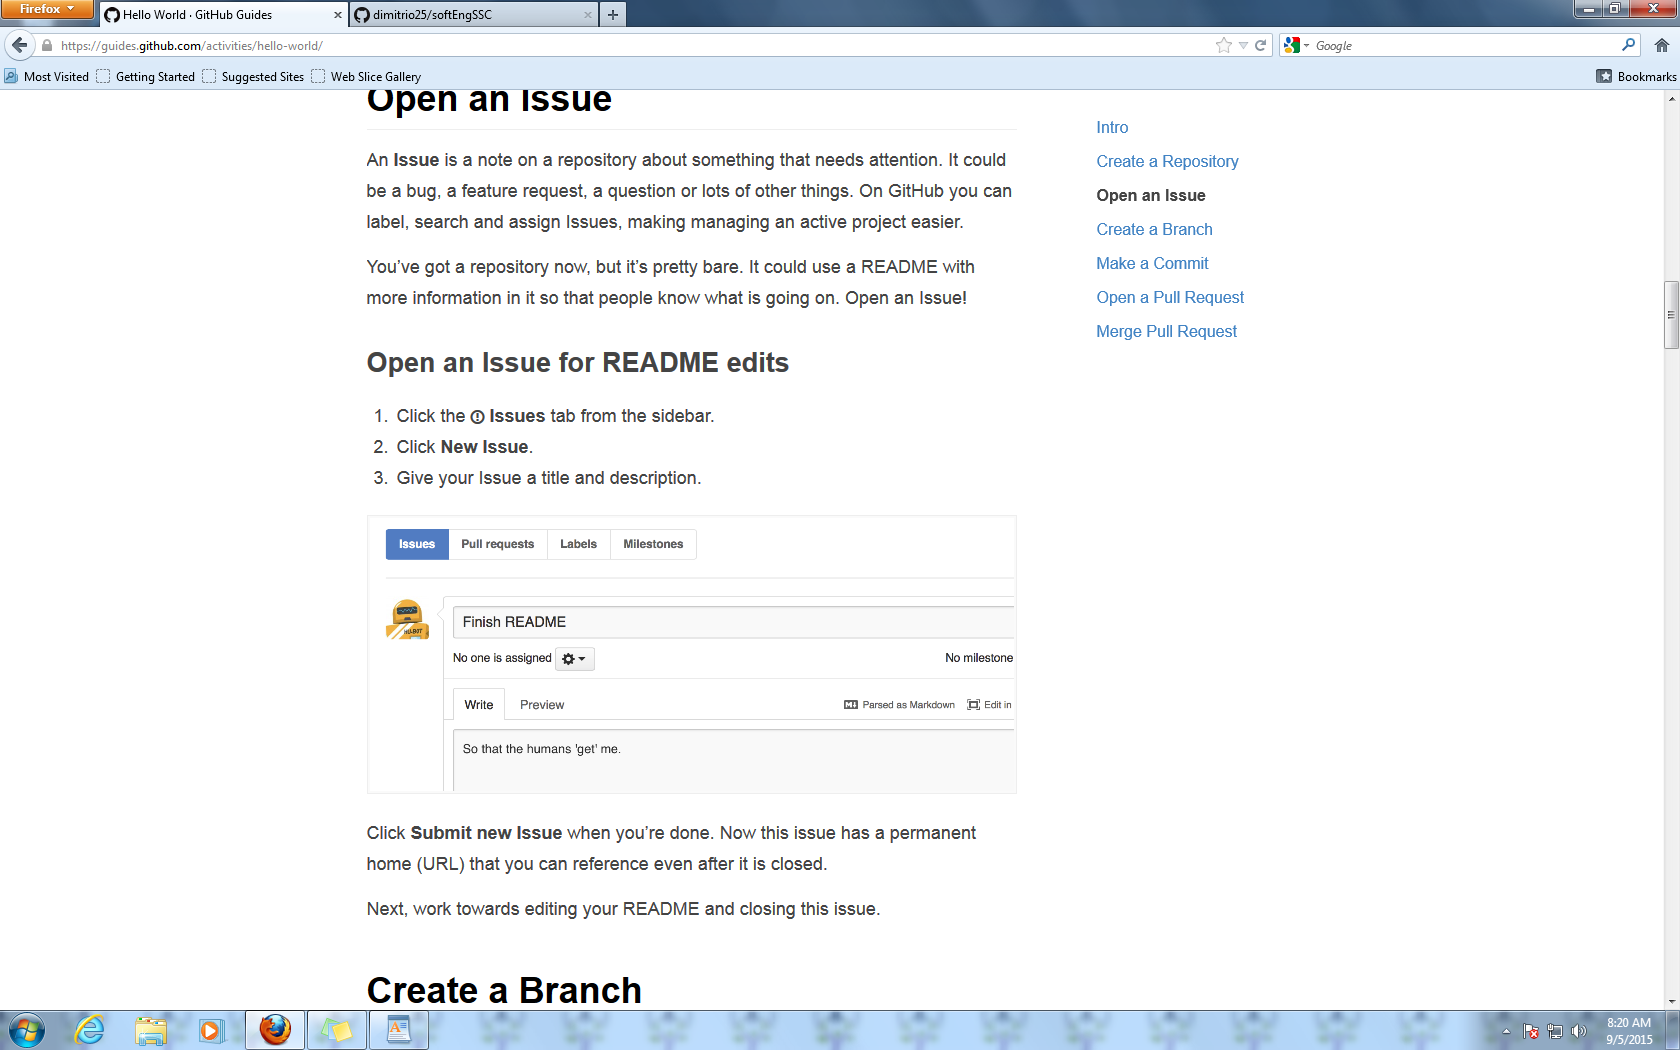 Firefox
Hello World · GitHub Guides
dimitrio25/softEngSSC
https://guides.github.com/activities/hello-world/
Google
Most Visited
Getting Started
Suggested Sites
Web Slice Gallery
Bookmarks
Open an Issue
An Issue is a note on a repository about something that needs attention. It could
be a bug, a feature request, a question or lots of other things. On GitHub you can
label, search and assign Issues, making managing an active project easier.
You've got a repository now, but it's pretty bare. It could use a README with
more information in it so that people know what is going on. Open an Issue!
Open an Issue for README edits
1. Click the Issues tab from the sidebar.
2. Click New Issue.
3. Give your Issue a title and description.
Issues
Pull requests
Labels
Milestones
Finish README
No one is assigned
No milestone
Write
Preview
Parsed as Markdown
Edit in
So that the humans 'get' me.
Click Submit new Issue when you're done. Now this issue has a permanent
home (URL) that you can reference even after it is closed.
Next, work towards editing your README and closing this issue.
Create a Branch
Intro
Create a Repository
Open an Issue
Create a Branch
Make a Commit
Open a Pull Request
Merge Pull Request
8:20 AM
9/5/2015